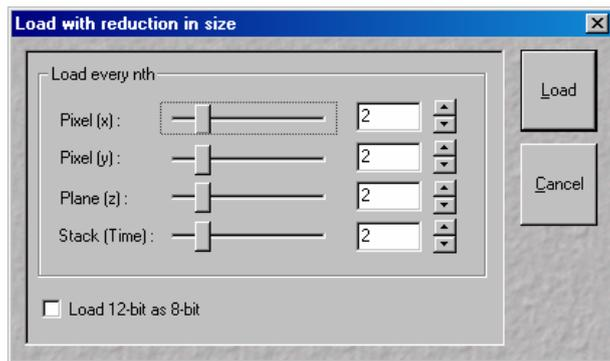 Load with reduction in size
Load every nth
Pixel (x) : 2
Pixel (y) : 2
Plane (z) : 2
Stack (Time) : 2
Load 12-bit as 8-bit
Load
Cancel